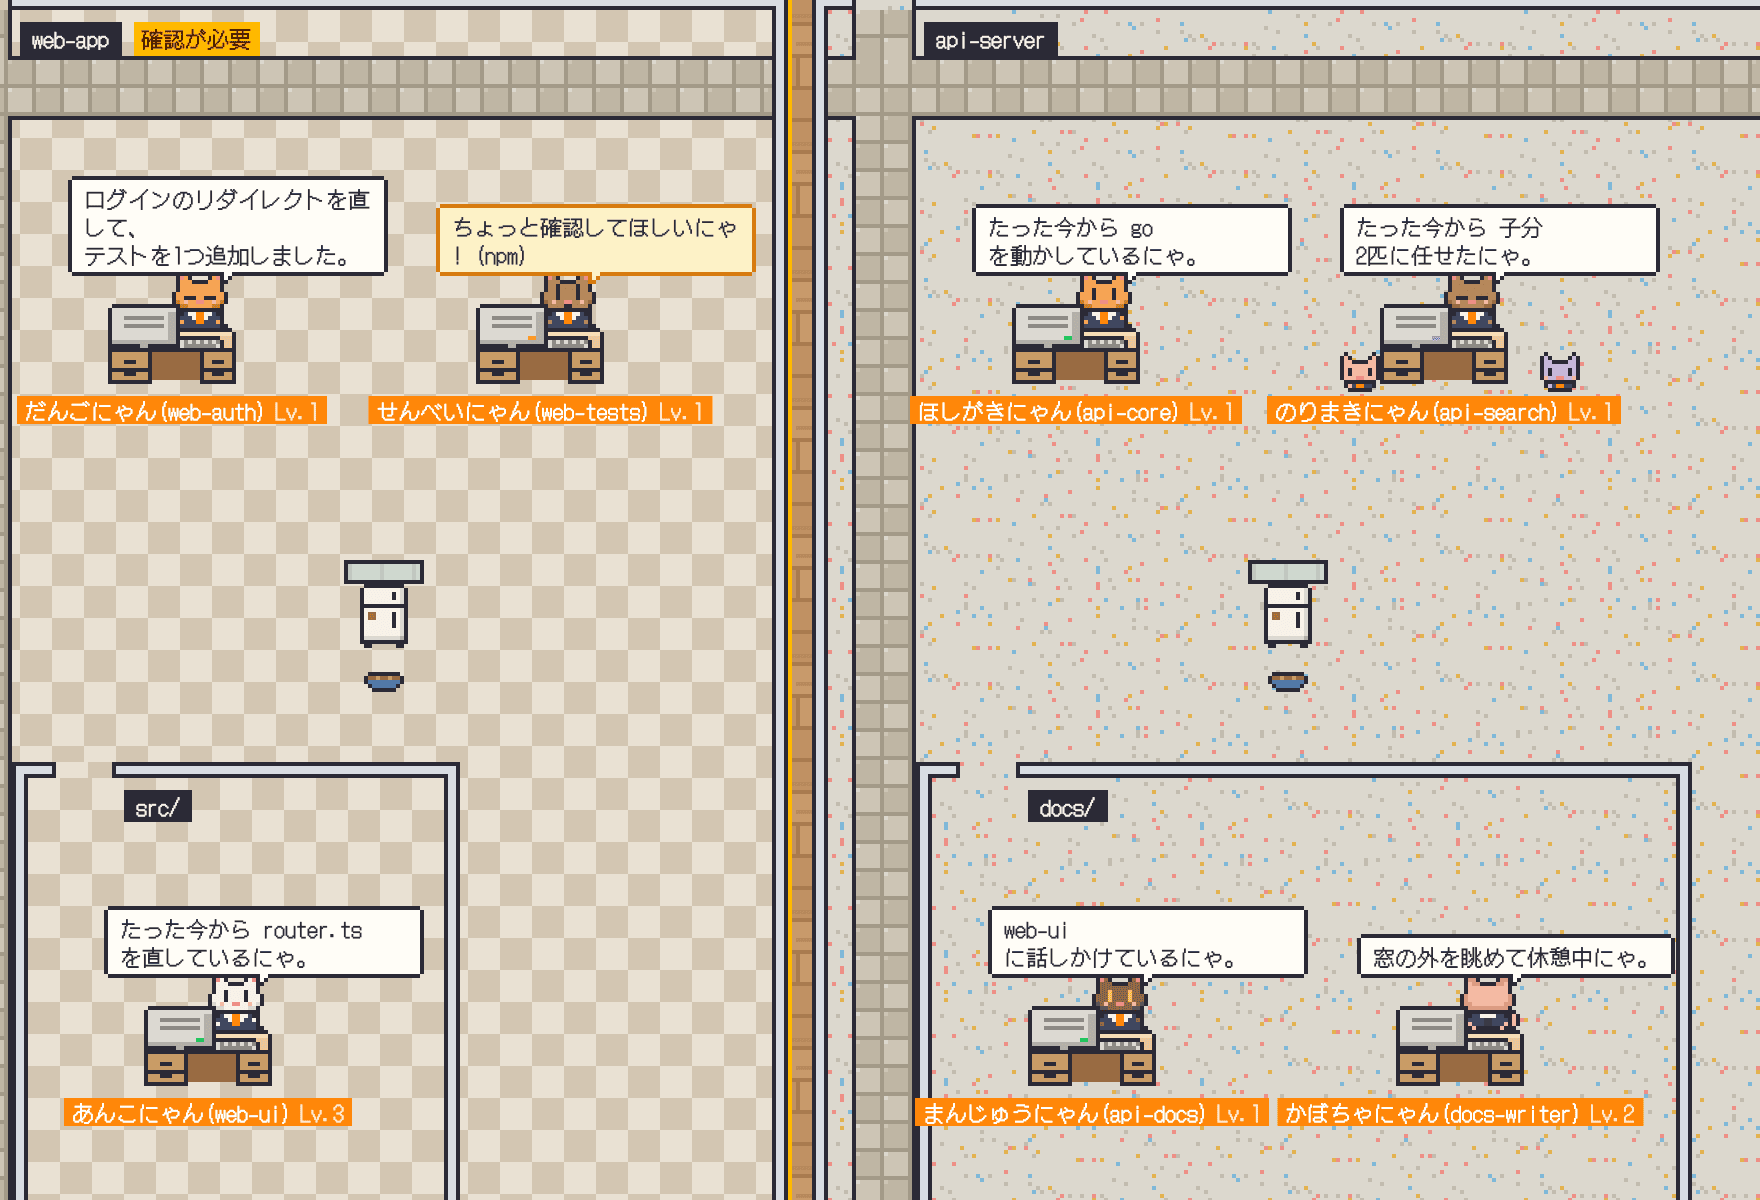 web-app
確認が必要
ログインのリダイレクトを直
して、
テストを1つ追加しました。
ちょっと確認してほしいにゃ
！(npm)
だんごにゃん(web-auth) Lv.1
せんべいにゃん(web-tests) Lv.1
src/
たった今から router.ts
を直しているにゃ。
あんこにゃん(web-ui) Lv.3
api-server
たった今から go
を動かしているにゃ。
たった今から 子分
2匹に任せたにゃ。
ほしがきにゃん(api-core) Lv.1
のりまきにゃん(api-search) Lv.1
docs/
web-ui
に話しかけているにゃ。
窓の外を眺めて休憩中にゃ。
まんじゅうにゃん(api-docs) Lv.1
かぼちゃにゃん(docs-writer) Lv.2